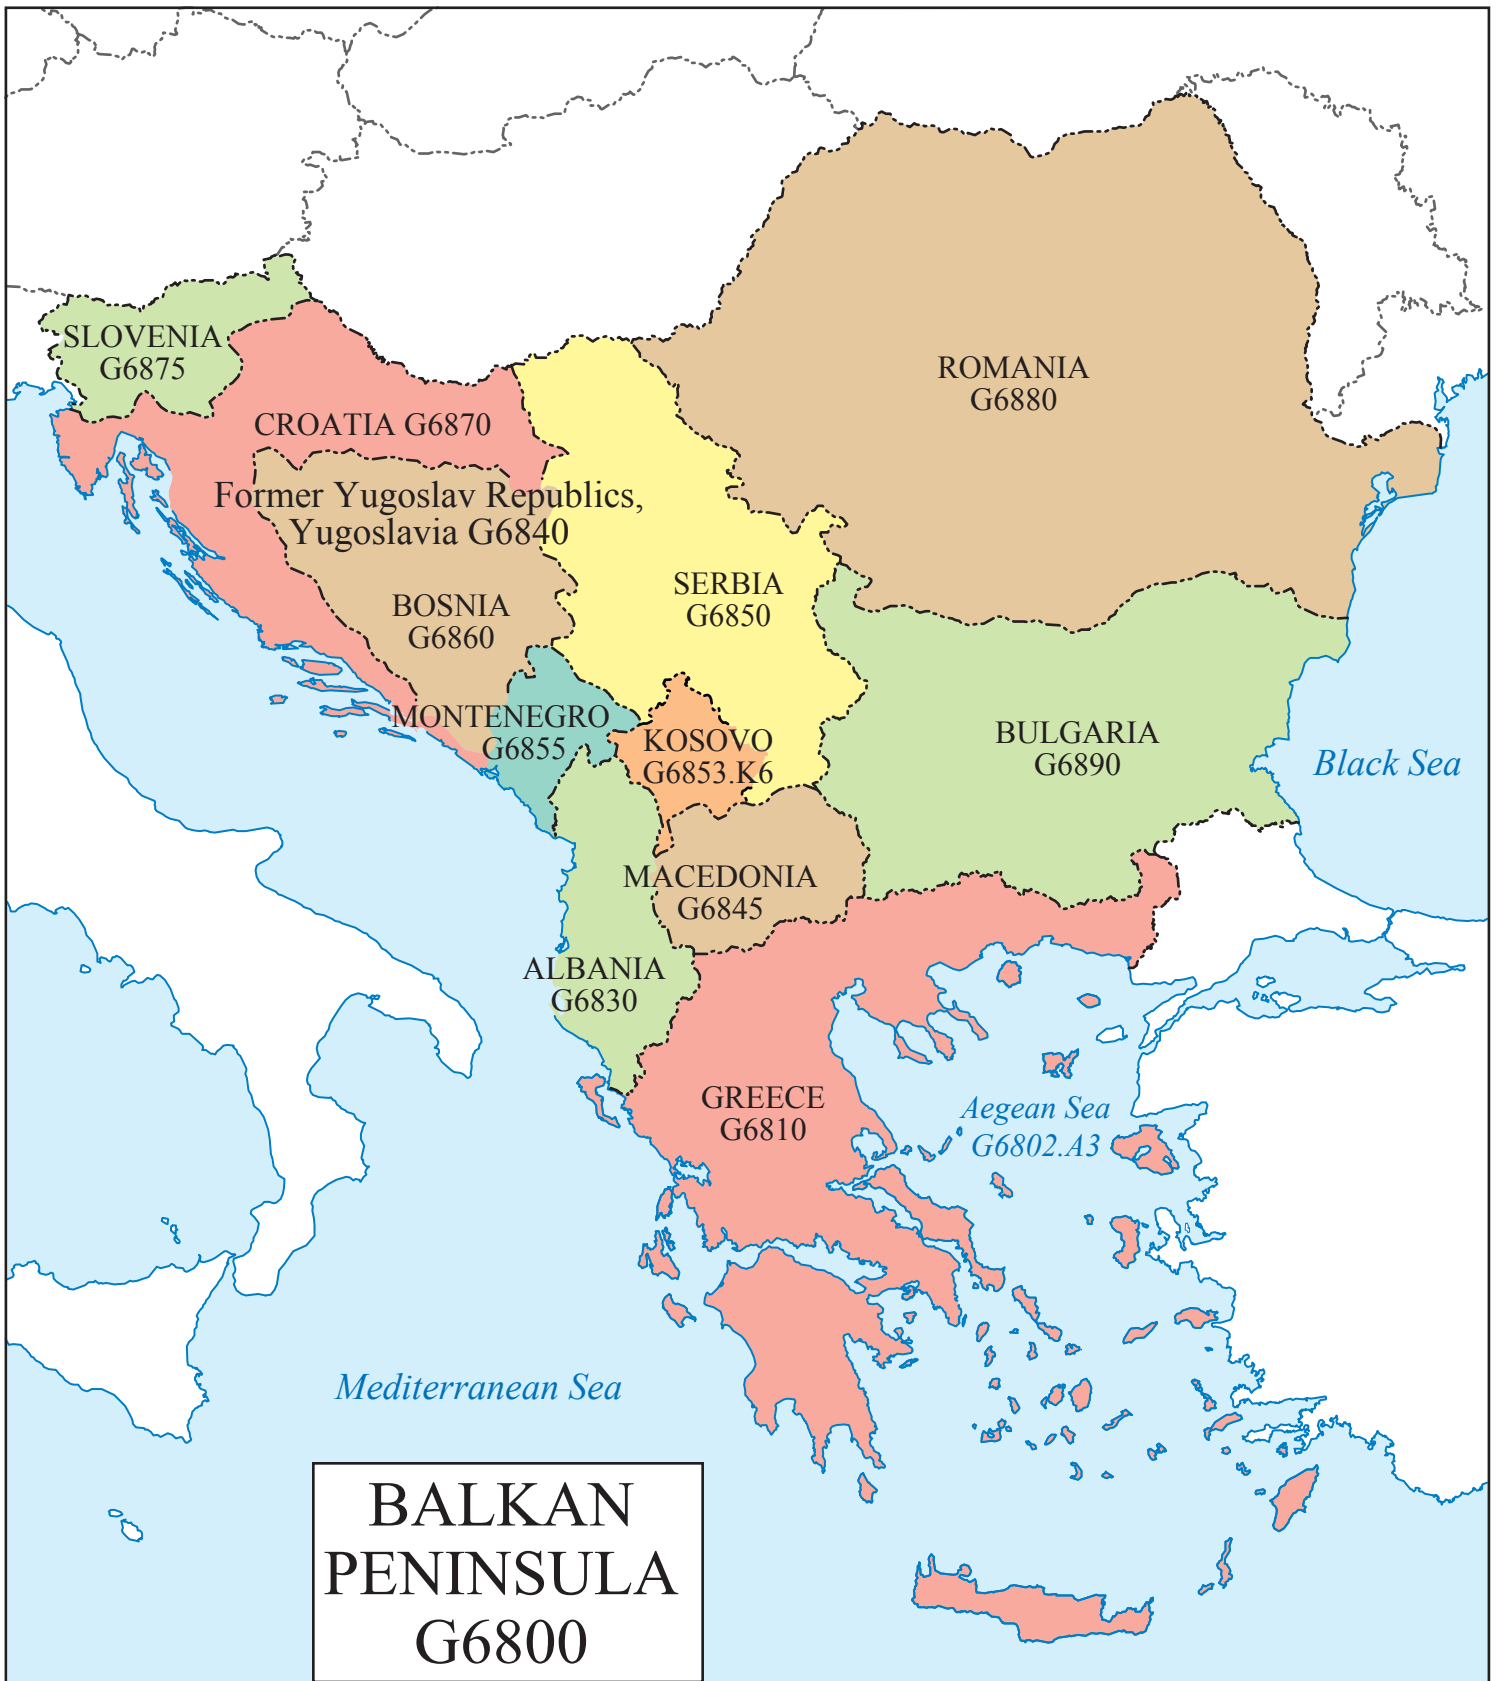 SLOVENIA
G6875
CROATIA G6870
ROMANIA
G6880
Former Yugoslav Republics,
Yugoslavia G6840
BOSNIA
G6860
SERBIA
G6850
MONTENEGRO
G6855
KOSOVO
G6853.K6
BULGARIA
G6890
Black Sea
MACEDONIA
G6845
ALBANIA
G6830
GREECE
G6810
Aegean Sea
G6802.A3
Mediterranean Sea
BALKAN
PENINSULA
G6800